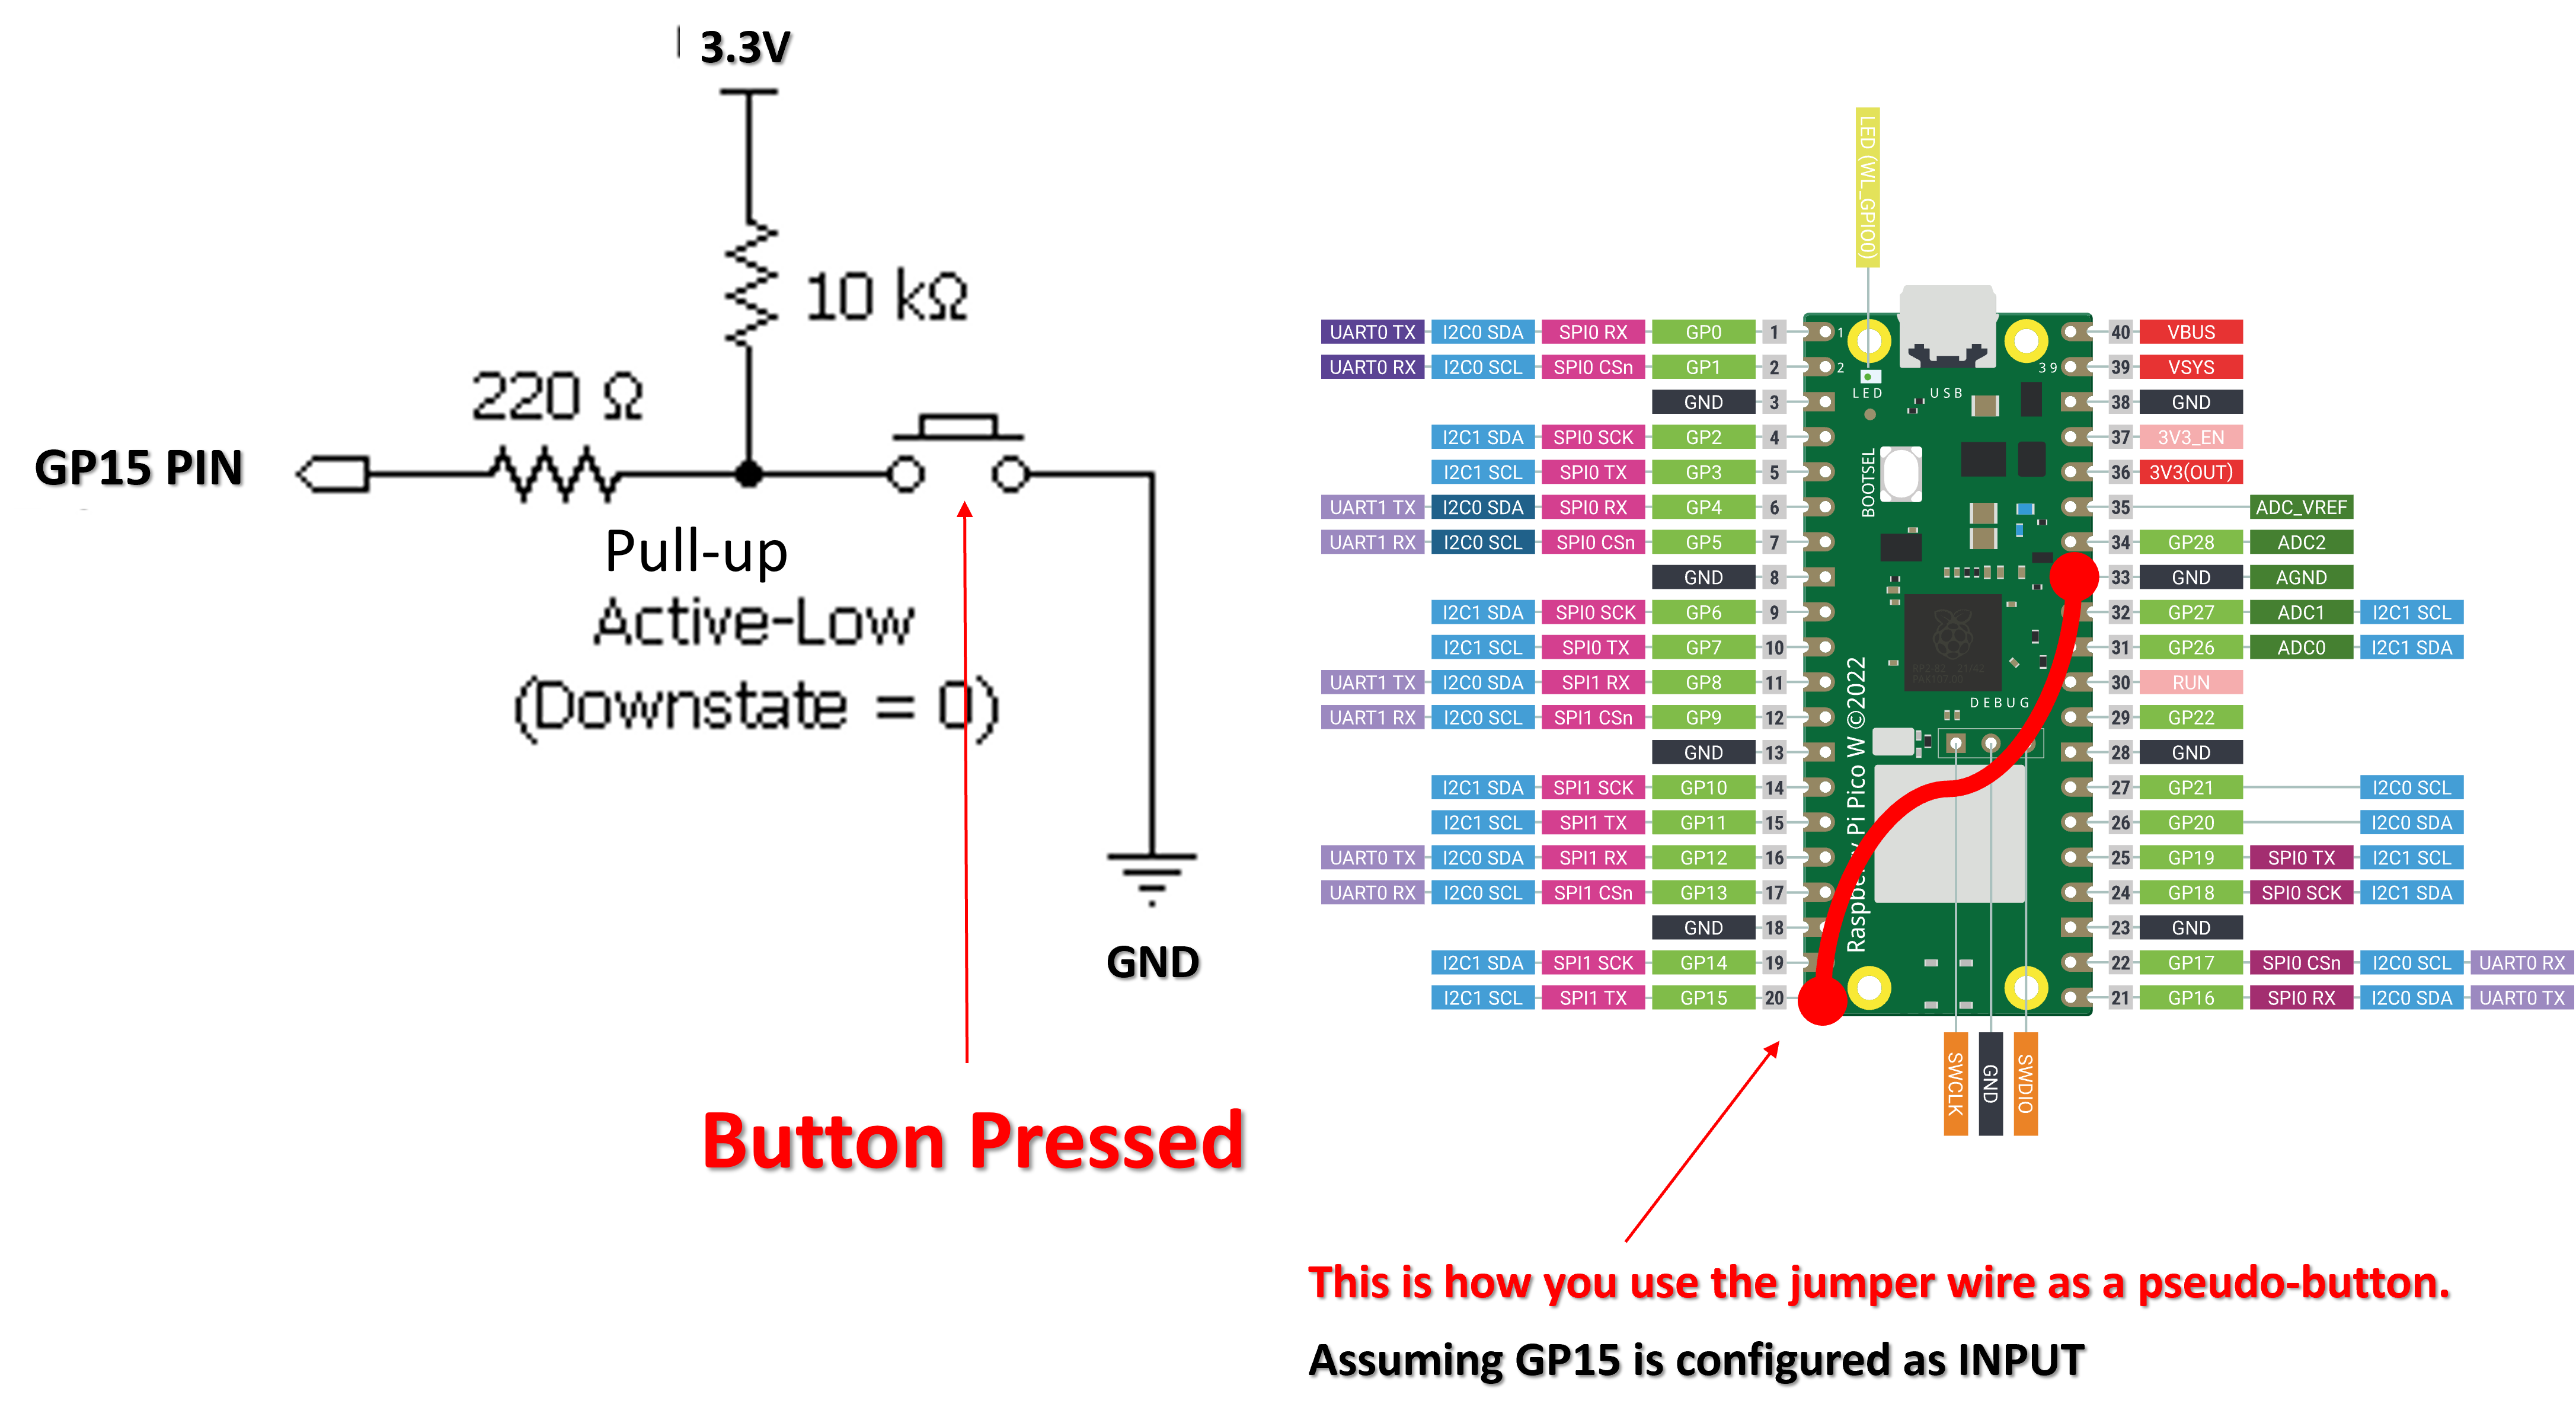 3.3V
10 kΩ
220 Ω
GP15 PIN
Pull-up
Active-Low
(Downstate = 0)
GND
Button Pressed
LED (WL_GPIO0)
UART0 TX I2C0 SDA SPI0 RX GP0 1 1 40 VBUS
UART0 RX I2C0 SCL SPI0 CSn GP1 2 2 39 39 VSYS
LED USB
GND 3 38 GND
I2C1 SDA SPI0 SCK GP2 4 37 3V3_EN
I2C1 SCL SPI0 TX GP3 5 36 3V3(OUT)
BOOTSEL
UART1 TX I2C0 SDA SPI0 RX GP4 6 35 ADC_VREF
UART1 RX I2C0 SCL SPI0 CSn GP5 7 34 GP28 ADC2
GND 8 33 GND AGND
I2C1 SDA SPI0 SCK GP6 9 32 GP27 ADC1 I2C1 SCL
I2C1 SCL SPI0 TX GP7 10 31 GP26 ADC0 I2C1 SDA
UART1 TX I2C0 SDA SPI1 RX GP8 11 30 RUN
DEBUG
UART1 RX I2C0 SCL SPI1 CSn GP9 12 29 GP22
GND 13 28 GND
I2C1 SDA SPI1 SCK GP10 14 27 GP21 I2C0 SCL
I2C1 SCL SPI1 TX GP11 15 26 GP20 I2C0 SDA
UART0 TX I2C0 SDA SPI1 RX GP12 16 25 GP19 SPI0 TX I2C1 SCL
UART0 RX I2C0 SCL SPI1 CSn GP13 17 24 GP18 SPI0 SCK I2C1 SDA
GND 18 23 GND
I2C1 SDA SPI1 SCK GP14 19 22 GP17 SPI0 CSn I2C0 SCL UART0 RX
I2C1 SCL SPI1 TX GP15 20 21 GP16 SPI0 RX I2C0 SDA UART0 TX
Raspberry Pi Pico W ©2022
SWCLK
GND
SWDIO
This is how you use the jumper wire as a pseudo-button.
Assuming GP15 is configured as INPUT